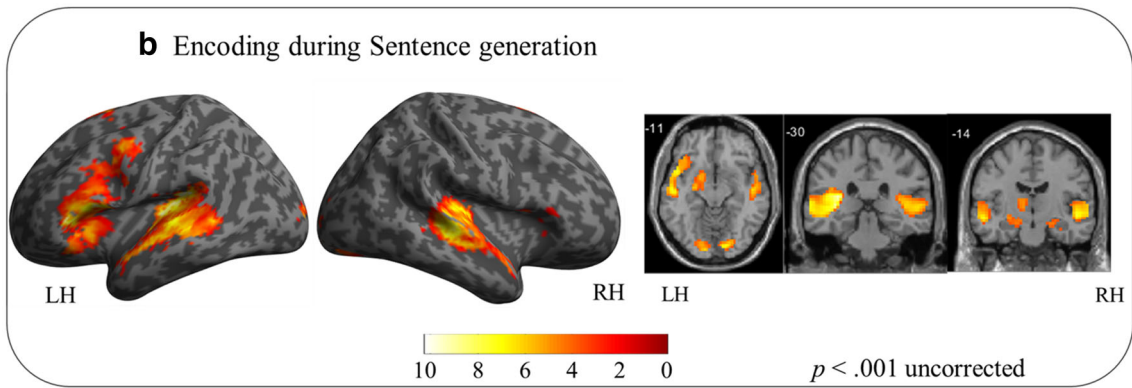 b Encoding during Sentence generation
-11
-30
-14
LH
RH
LH
RH
10 8 6 4 2 0
p < .001 uncorrected